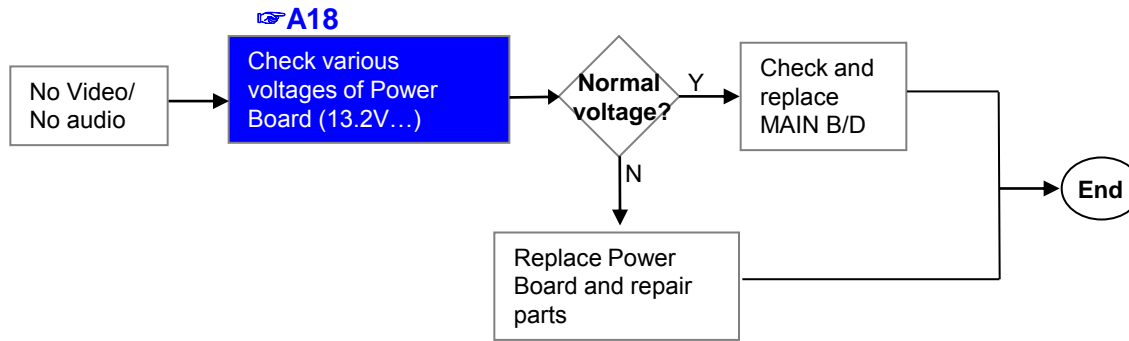 ☞A18
No Video/
No audio
Check various
voltages of Power
Board (13.2V…)
Normal
voltage?
Y
Check and
replace
MAIN B/D
N
Replace Power
Board and repair
parts
End